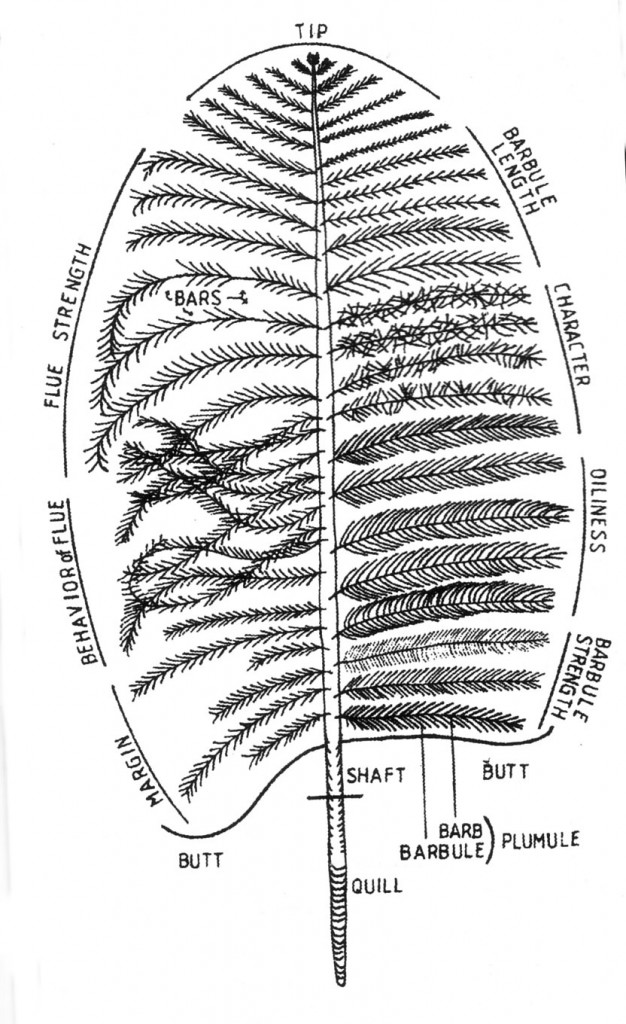 TIP
BARBULE
LENGTH
FLUE STRENGTH
BARS
CHARACTER
OILINESS
BEHAVIOR of FLUE
BARBULE
STRENGTH
MARGIN
SHAFT
BUTT
BARB
BARBULE
PLUMULE
BUTT
QUILL